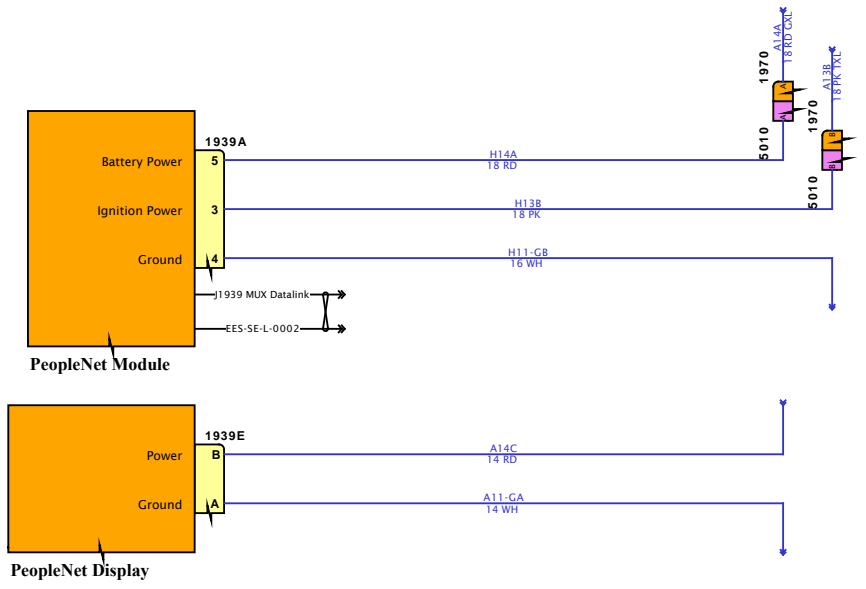 A14A
18 RD GXL
1970
A
A
5010
A13B
18 PK TXL
1970
B
B
5010
1939A
Battery Power
5
H14A
18 RD
Ignition Power
3
H13B
18 PK
Ground
4
H11-GB
16 WH
J1939 MUX Datalink
EES-SE-L-0002
PeopleNet Module
1939E
Power
B
A14C
14 RD
Ground
A
A11-GA
14 WH
PeopleNet Display